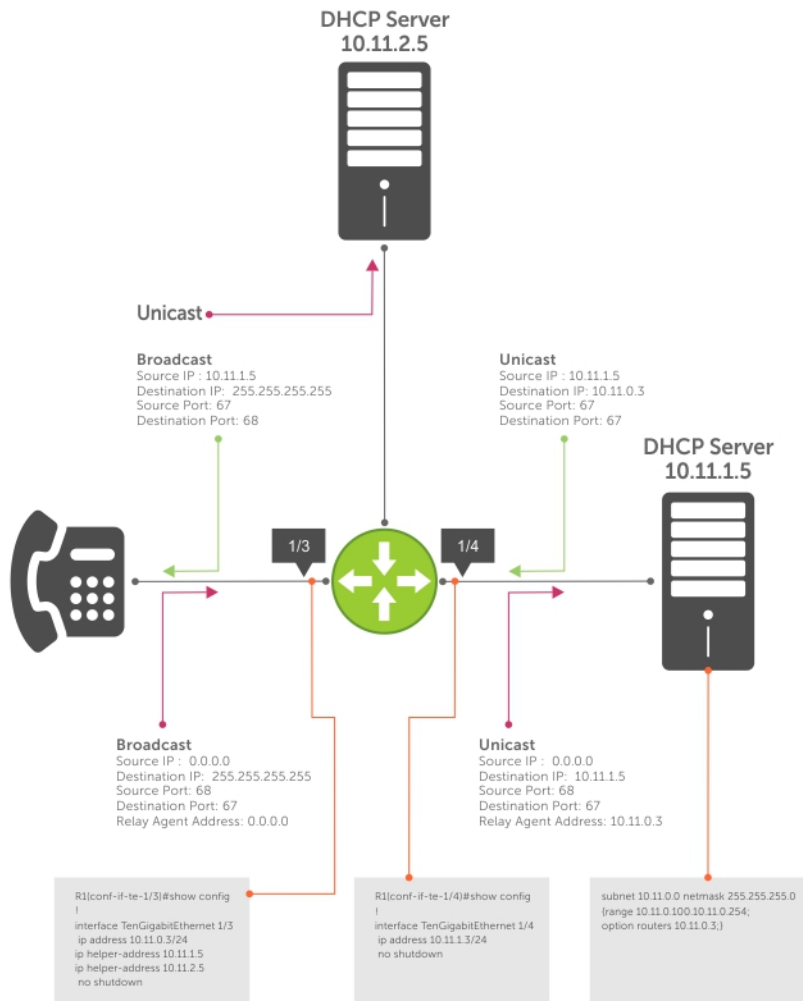 DHCP Server
10.11.2.5
Unicast
Broadcast
Source IP : 10.11.1.5
Destination IP: 255.255.255.255
Source Port: 67
Destination Port: 68
Unicast
Source IP : 10.11.1.5
Destination IP: 10.11.0.3
Source Port: 67
Destination Port: 67
DHCP Server
10.11.1.5
1/3
1/4
Broadcast
Source IP : 0.0.0.0
Destination IP: 255.255.255.255
Source Port: 68
Destination Port: 67
Relay Agent Address: 0.0.0.0
Unicast
Source IP : 0.0.0.0
Destination IP: 10.11.1.5
Source Port: 68
Destination Port: 67
Relay Agent Address: 10.11.0.3
R1(conf-if-te-1/3)#show config
!
interface TenGigabitEthernet 1/3
ip address 10.11.0.3/24
ip helper-address 10.11.1.5
ip helper-address 10.11.2.5
no shutdown
R1(conf-if-te-1/4)#show config
!
interface TenGigabitEthernet 1/4
ip address 10.11.1.3/24
no shutdown
subnet 10.11.0.0 netmask 255.255.255.0
{range 10.11.0.100.10.11.0.254;
option routers 10.11.0.3;}